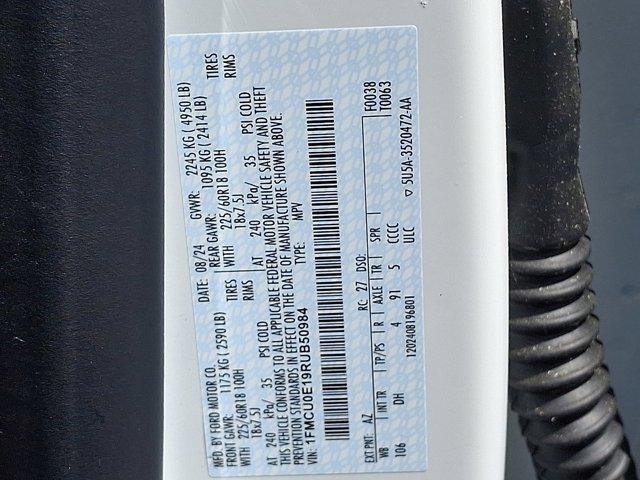 MFD. BY FORD MOTOR CO.
DATE: 08/24
GVWR: 2245 KG ( 4950 LB)
FRONT GAWR: 1175 KG ( 2590 LB)
REAR GAWR: 1095 KG ( 2414 LB)
WITH 225/60R18 100H TIRES
WITH 225/60R18 100H TIRES
18x7.5J RIMS
18x7.5J RIMS
AT 240 kPa/ 35 PSI COLD
AT 240 kPa/ 35 PSI COLD
THIS VEHICLE CONFORMS TO ALL APPLICABLE FEDERAL MOTOR VEHICLE SAFETY AND THEFT
PREVENTION STANDARDS IN EFFECT ON THE DATE OF MANUFACTURE SHOWN ABOVE.
VIN: 1FMCU0E19RUB50984
TYPE: MPV
F0038
T0063
EXT PNT: AZ RC: 27 DSO:
WB INT TR TP/PS R AXLE TR SPR
106 DH 4 91 5 CCCC
1202408196801 ULC
▽ 5U5A-3520472-AA